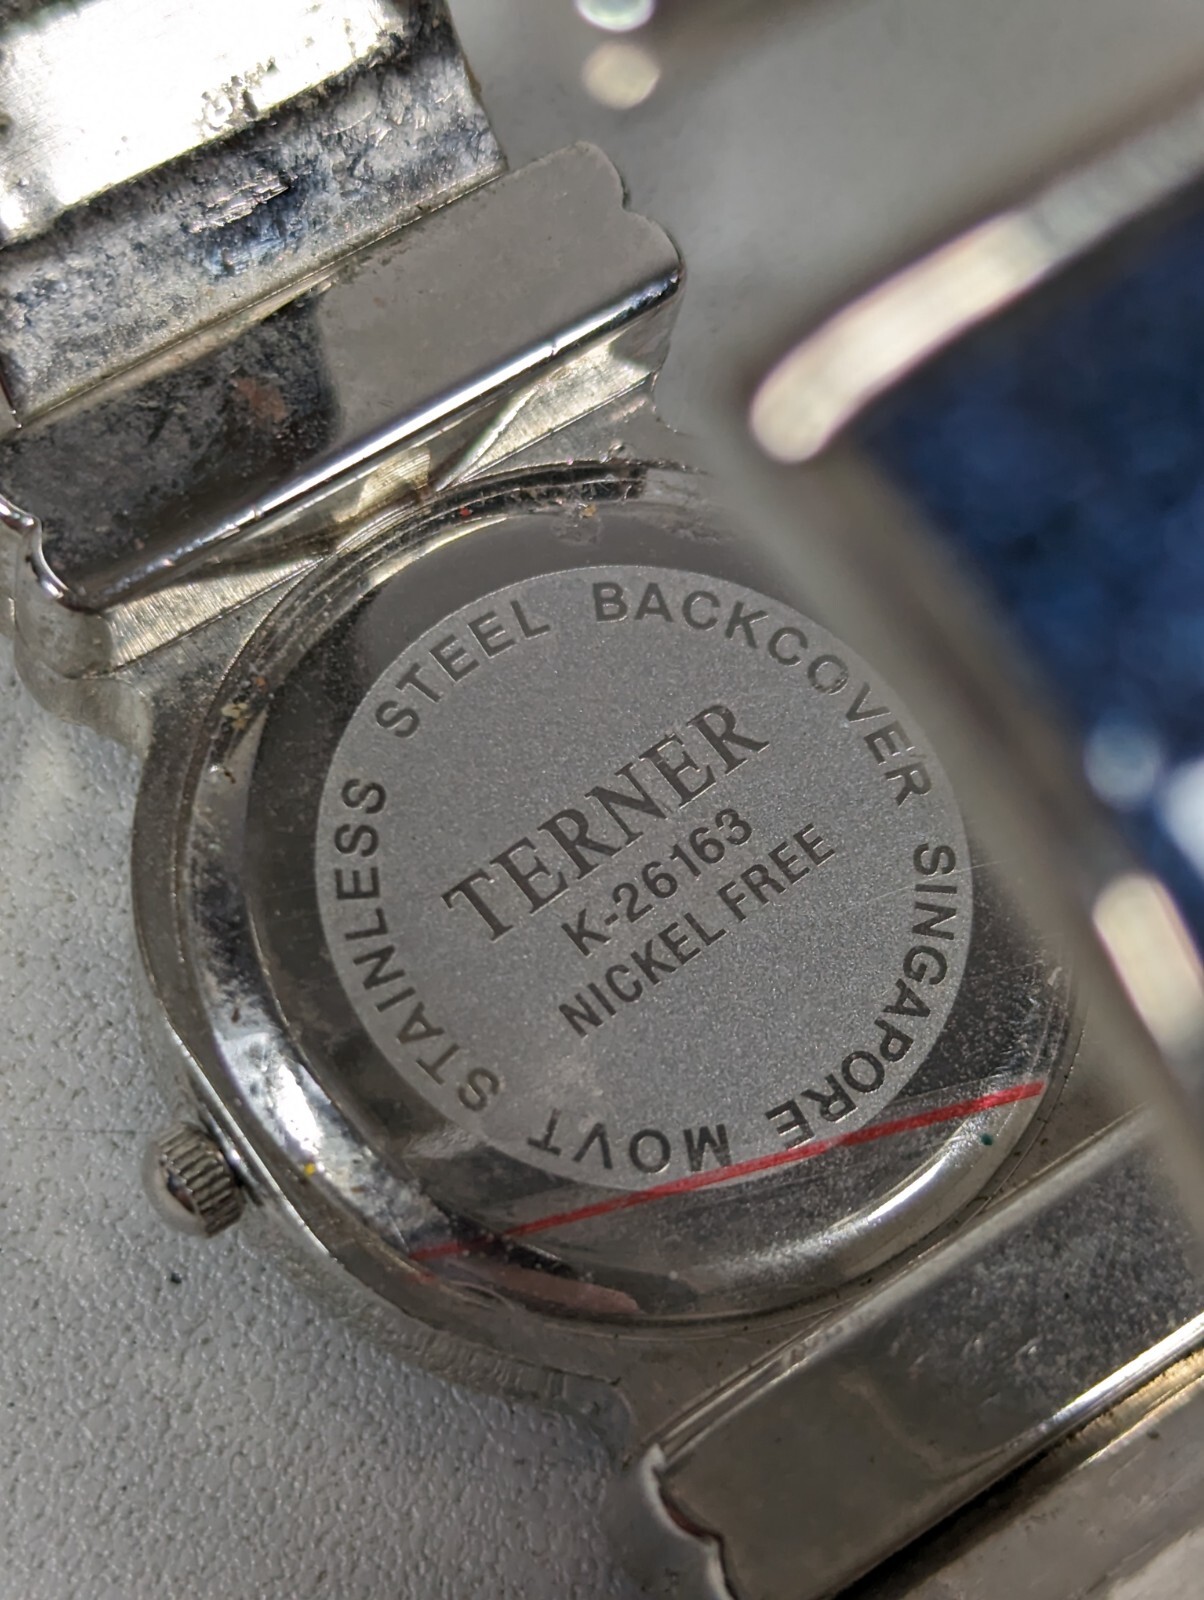 STAINLESS STEEL BACKCOVER SINGAPORE MOVT
TERNER
K-26163
NICKEL FREE